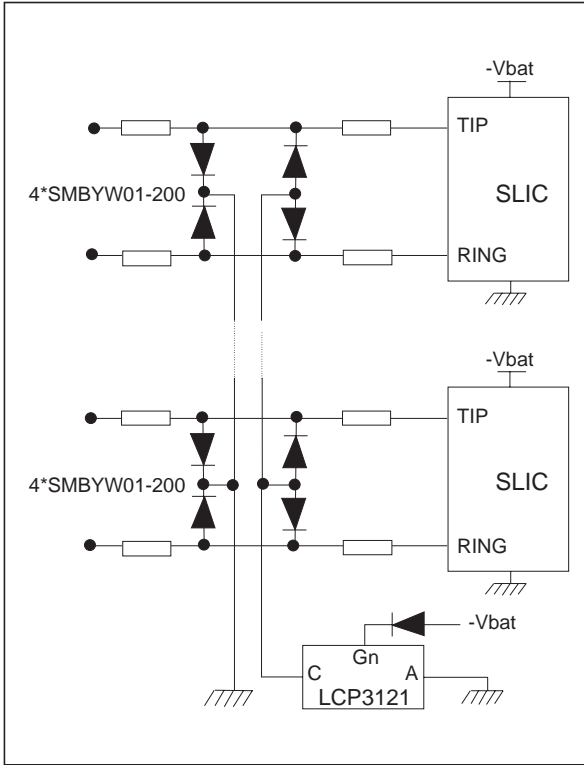 -Vbat
TIP
4*SMBYW01-200
SLIC
RING
-Vbat
TIP
4*SMBYW01-200
SLIC
RING
-Vbat
Gn
C
A
LCP3121